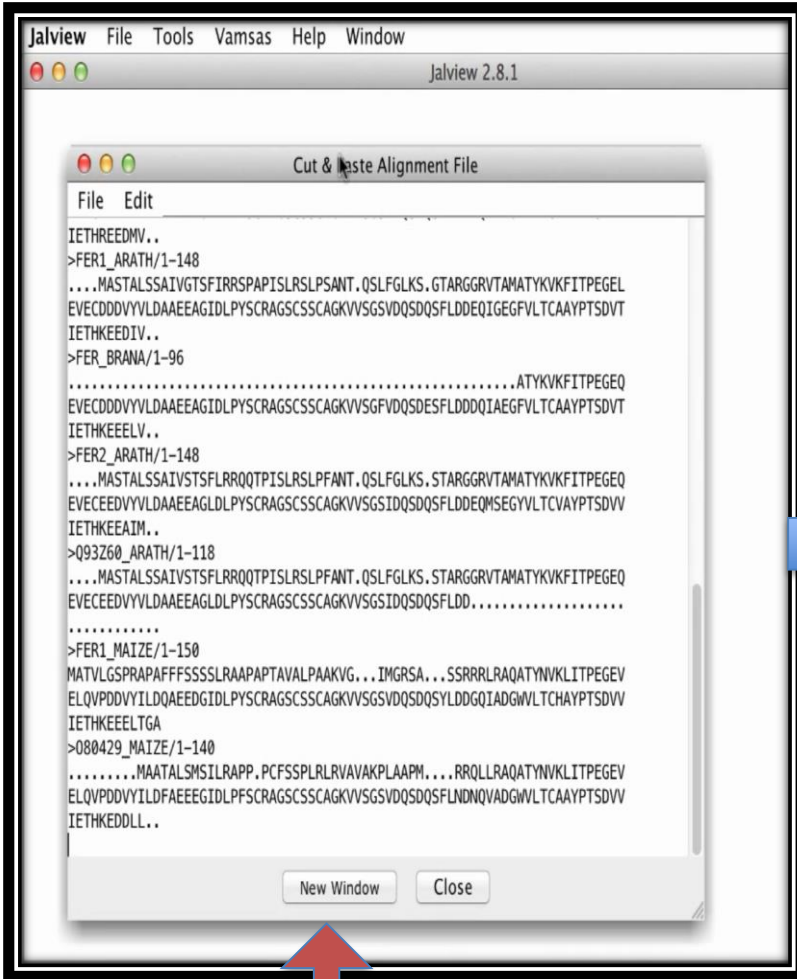 Jalview File Tools Vamsas Help Window
Jalview 2.8.1
Cut & Paste Alignment File
File Edit
IETHREEDMV..
>FER1_ARATH/1-148
....MASTALSSAIVGTSFIRRSPAPISLRSLPSANT.QSLFGLKS.GTARGGRVTAMATYKVKFITPEGEL
EVECDDDVYVLDAAEEAGIDLPYSCRAGSCSSCAGKVVSGSVDQSDQSFLDDEQIGEGFVLTCAAYPTSDVT
IETHKEEDIV..
>FER_BRANA/1-96
....................................................ATYKVKFITPEGEQ
EVECDDDVYVLDAAEEAGIDLPYSCRAGSCSSCAGKVVSGFVDQSDESFLDDDQIAEGFVLTCAAYPTSDVT
IETHKEEELV..
>FER2_ARATH/1-148
....MASTALSSAIVSTSFLRRQQTPISLRSLPFANT.QSLFGLKS.STARGGRVTAMATYKVKFITPEGEQ
EVECEEDVYVLDAAEEAGLDLPYSCRAGSCSSCAGKVVSGSIDQSDQSFLDDEQMSEGYVLTCVAYPTSDVV
IETHKEEAIM..
>Q93Z60_ARATH/1-118
....MASTALSSAIVSTSFLRRQQTPISLRSLPFANT.QSLFGLKS.STARGGRVTAMATYKVKFITPEGEQ
EVECEEDVYVLDAAEEAGLDLPYSCRAGSCSSCAGKVVSGSIDQSDQSFLDD....................
............
>FER1_MAIZE/1-150
MATVLGSPRAPAFFFSSSSLRAAPAPTAVALPAAKVG...IMGRSA...SSRRRLRAQATYNVKLITPEGEV
ELQVPDDVYILDQAEEDGIDLPYSCRAGSCSSCAGKVVSGSVDQSDQSYLDDGQIADGWVLTCHAYPTSDVV
IETHKEEELTGA
>O80429_MAIZE/1-140
.........MAATALSMSILRAPP.PCFSSPLRLRVAVAKPLAAPM....RRQLLRAQATYNVKLITPEGEV
ELQVPDDVYILDFAEEEGIDLPFSCRAGSCSSCAGKVVSGSVDQSDQSFLNDNQVADGWVLTCAAYPTSDVV
IETHKEDDLL..
New Window Close